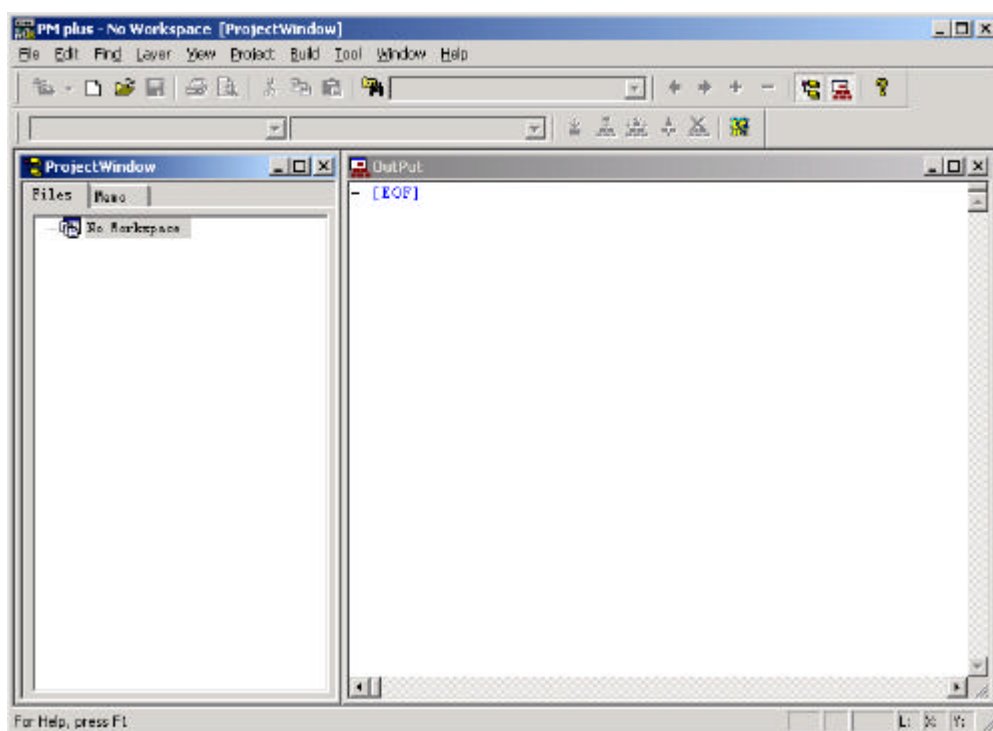 PM plus - No Workspace [ProjectWindow]
File Edit Find Layer View Project Build Tool Window Help
ProjectWindow
OutPut
Files Memo
[EOF]
No Workspace
For Help, press F1
L: X: Y: